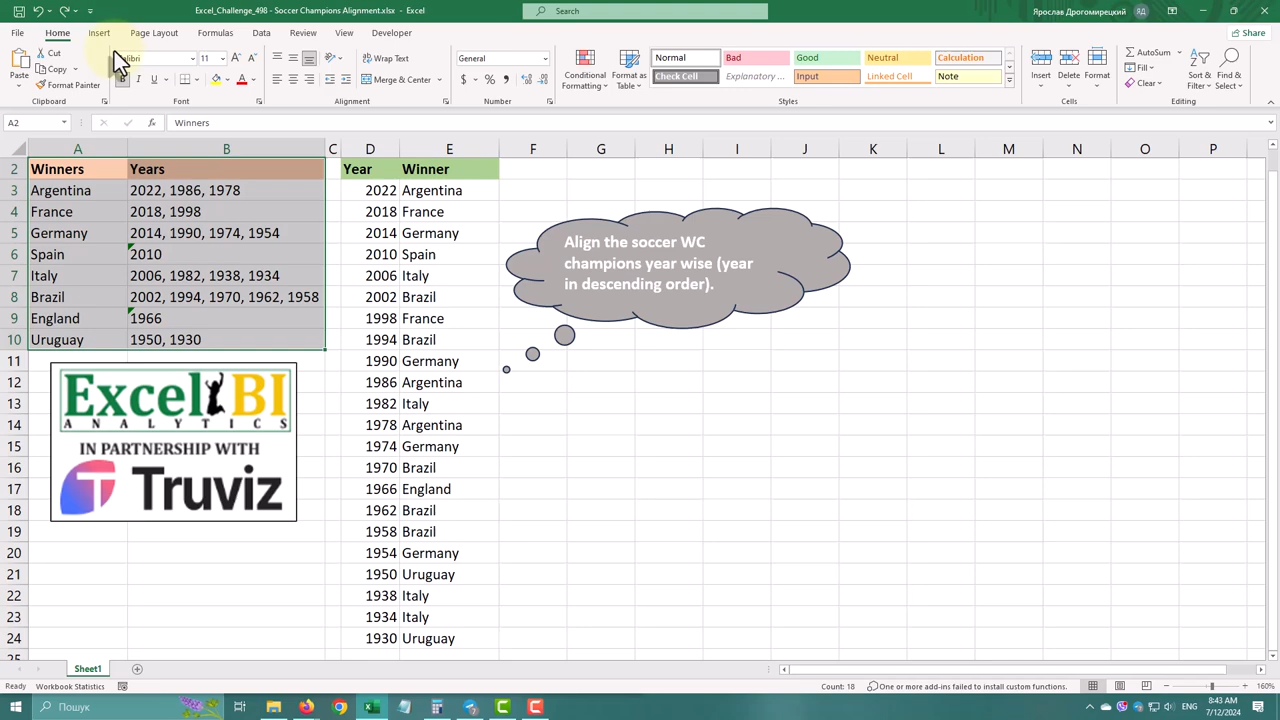 Excel_Challenge_498 - Soccer Champions Alignment.xlsx - Excel
Search
Ярослав Дрогомирецкий
ЯД
File Home Insert Page Layout Formulas Data Review View Developer
Share
Paste
Cut
Copy
Format Painter
Clipboard
11
Font
Wrap Text
Merge & Center
Alignment
General
Number
Conditional Formatting
Format as Table
Normal Bad Good Neutral Calculation
Check Cell Explanatory ... Input Linked Cell Note
Styles
Insert Delete Format
Cells
AutoSum
Fill
Clear
Sort & Filter
Find & Select
Editing
A2
Winners
A B C D E F G H I J K L M N O P
2 Winners Years Year Winner
3 Argentina 2022, 1986, 1978 2022 Argentina
4 France 2018, 1998 2018 France
5 Germany 2014, 1990, 1974, 1954 2014 Germany
6 Spain 2010 2010 Spain
7 Italy 2006, 1982, 1938, 1934 2006 Italy
8 Brazil 2002, 1994, 1970, 1962, 1958 2002 Brazil
9 England 1966 1998 France
10 Uruguay 1950, 1930 1994 Brazil
11 1990 Germany
12 1986 Argentina
13 1982 Italy
14 1978 Argentina
15 1974 Germany
16 1970 Brazil
17 1966 England
18 1962 Brazil
19 1958 Brazil
20 1954 Germany
21 1950 Uruguay
22 1938 Italy
23 1934 Italy
24 1930 Uruguay
Align the soccer WC
champions year wise (year
in descending order).
Excel BI
ANALYTICS
IN PARTNERSHIP WITH
Truviz
Sheet1
Ready Workbook Statistics
Count: 18
One or more add-ins failed to install custom functions.
160%
Пошук
ENG
8:43 AM
7/12/2024